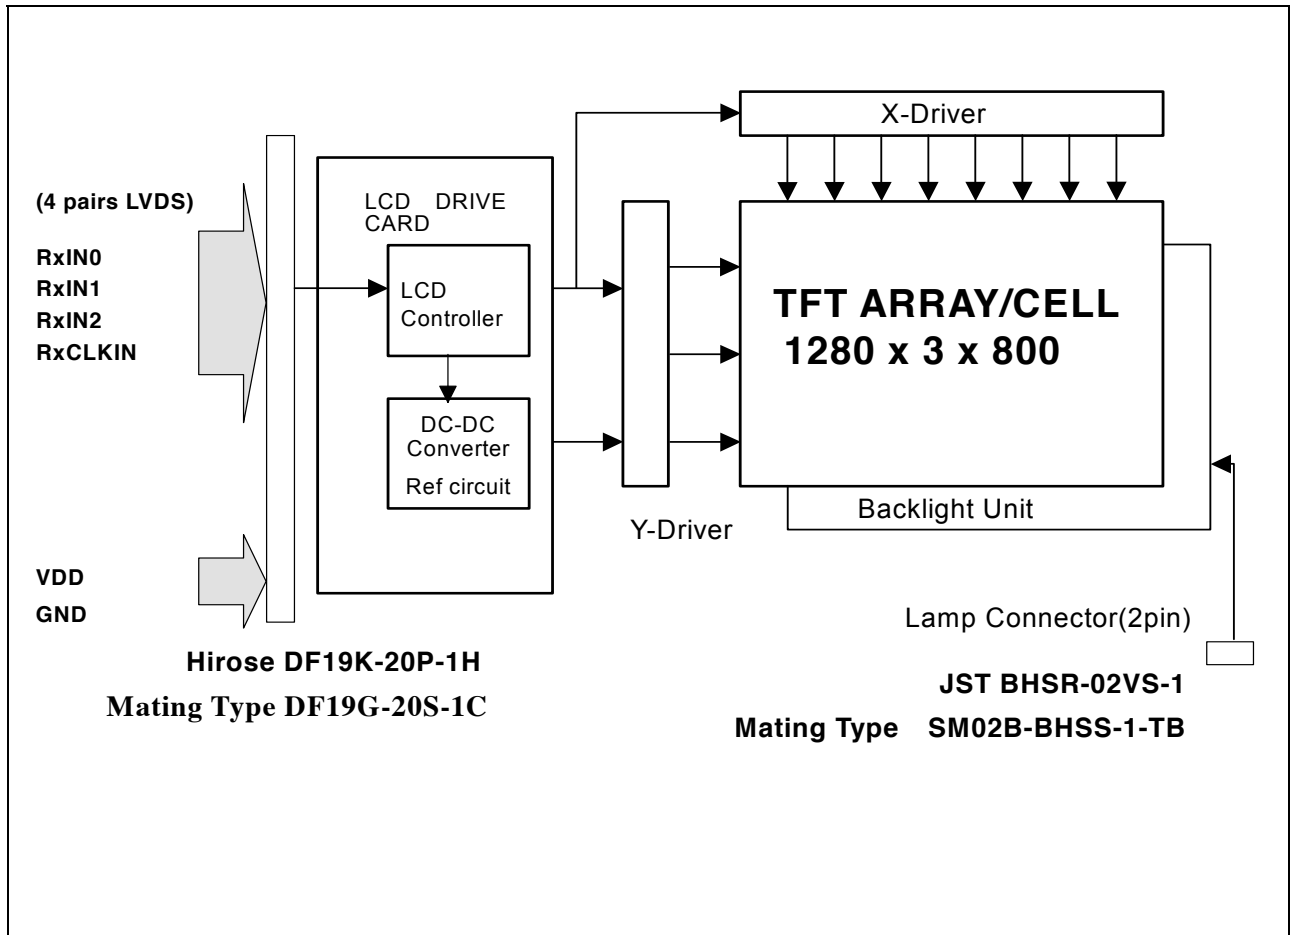 X-Driver
(4 pairs LVDS)
RxIN0
RxIN1
RxIN2
RxCLKIN
LCD DRIVE
CARD
LCD
Controller
DC-DC
Converter
Ref circuit
TFT ARRAY/CELL
1280 x 3 x 800
Backlight Unit
Y-Driver
VDD
GND
Hirose DF19K-20P-1H
Mating Type DF19G-20S-1C
Lamp Connector(2pin)
JST BHSR-02VS-1
Mating Type SM02B-BHSS-1-TB